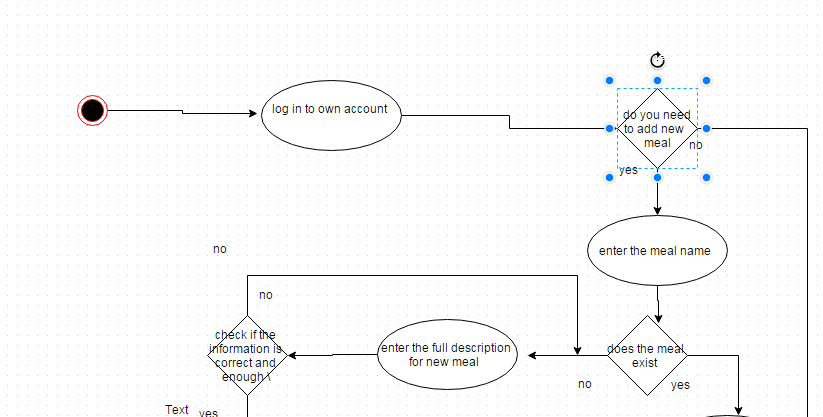 log in to own account
do you need
to add new
meal
no
yes
enter the meal name
no
no
check if the
information is
correct and
enough \
enter the full description
for new meal
does the meal
exist
no
yes
Text
yes